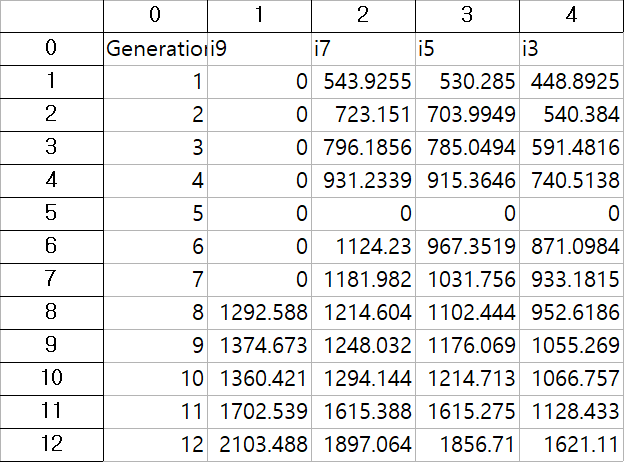 0 1 2 3 4
0 Generation i9 i7 i5 i3
1 1 0 543.9255 530.285 448.8925
2 2 0 723.151 703.9949 540.384
3 3 0 796.1856 785.0494 591.4816
4 4 0 931.2339 915.3646 740.5138
5 5 0 0 0 0
6 6 0 1124.23 967.3519 871.0984
7 7 0 1181.982 1031.756 933.1815
8 8 1292.588 1214.604 1102.444 952.6186
9 9 1374.673 1248.032 1176.069 1055.269
10 10 1360.421 1294.144 1214.713 1066.757
11 11 1702.539 1615.388 1615.275 1128.433
12 12 2103.488 1897.064 1856.71 1621.11